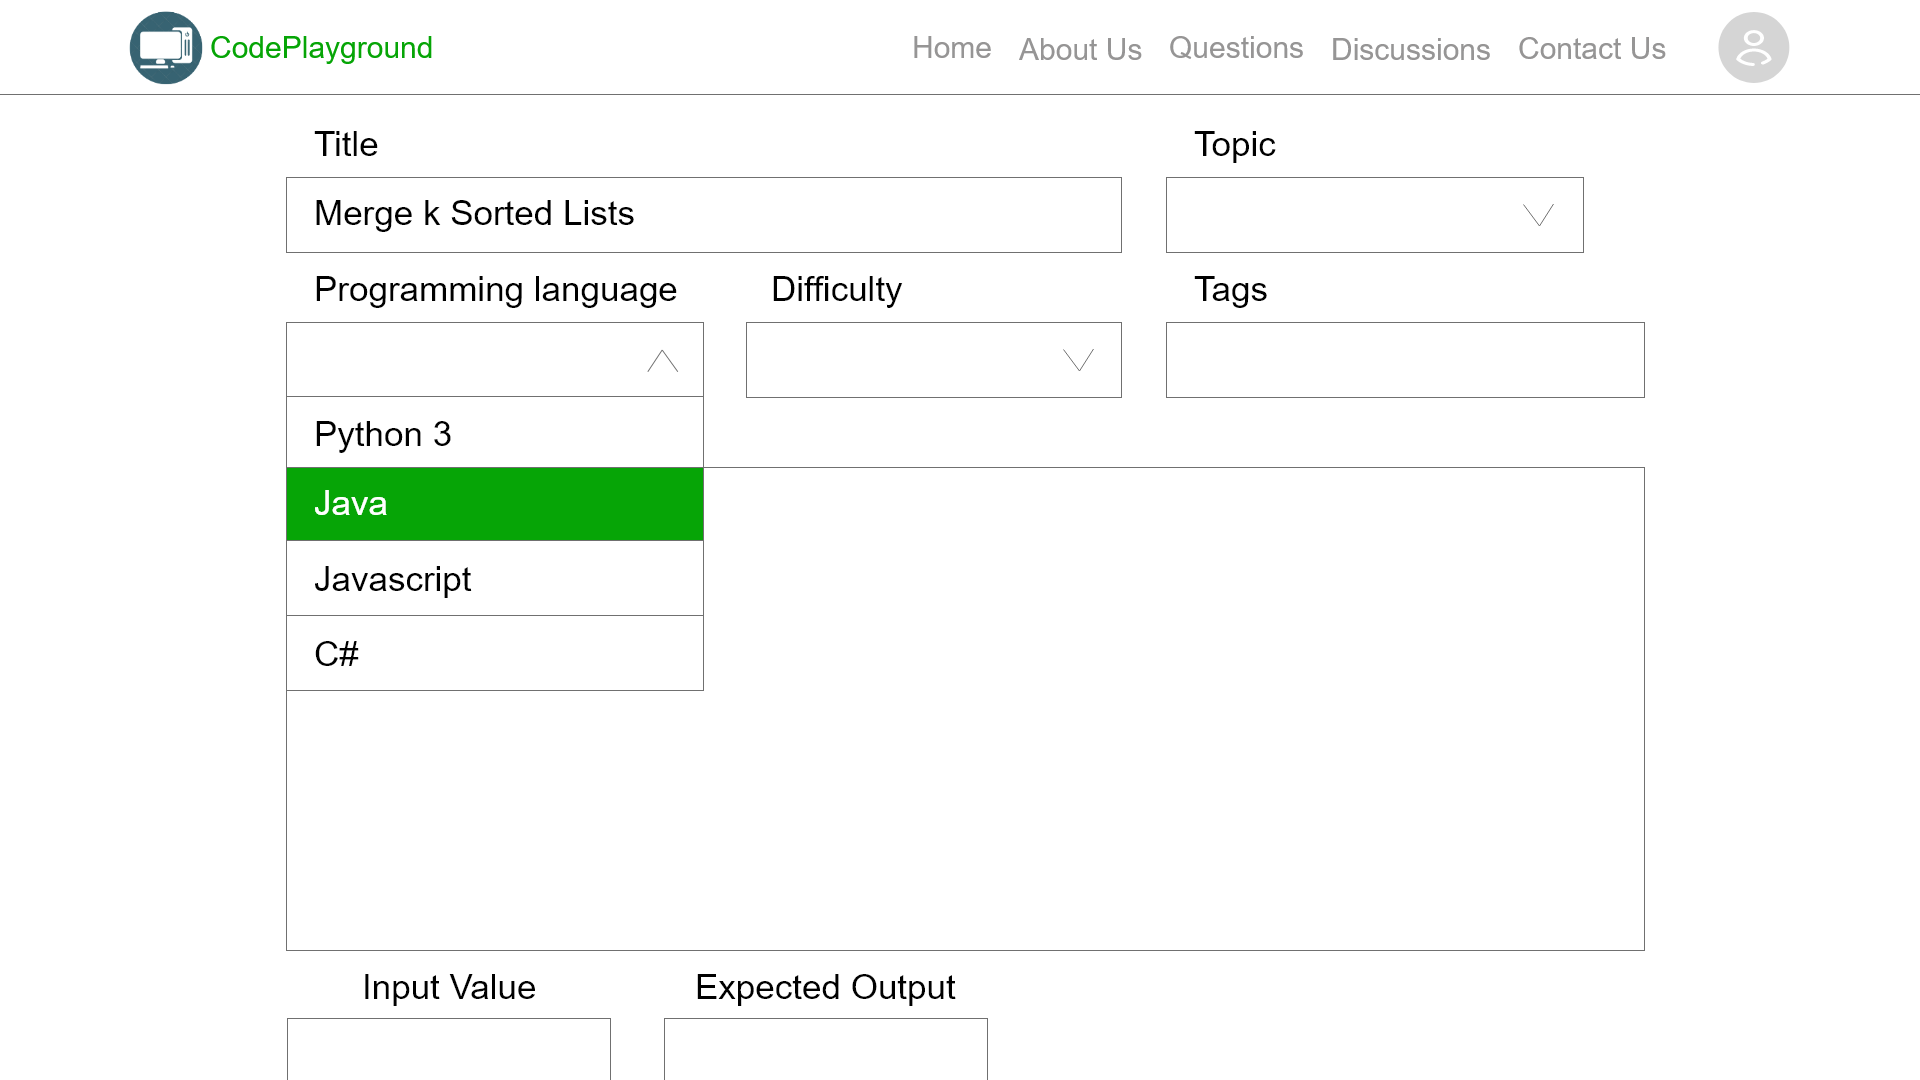 CodePlayground
Home About Us Questions Discussions Contact Us
Title
Topic
Merge k Sorted Lists
Programming language
Difficulty
Tags
Python 3
Java
Javascript
C#
Input Value
Expected Output